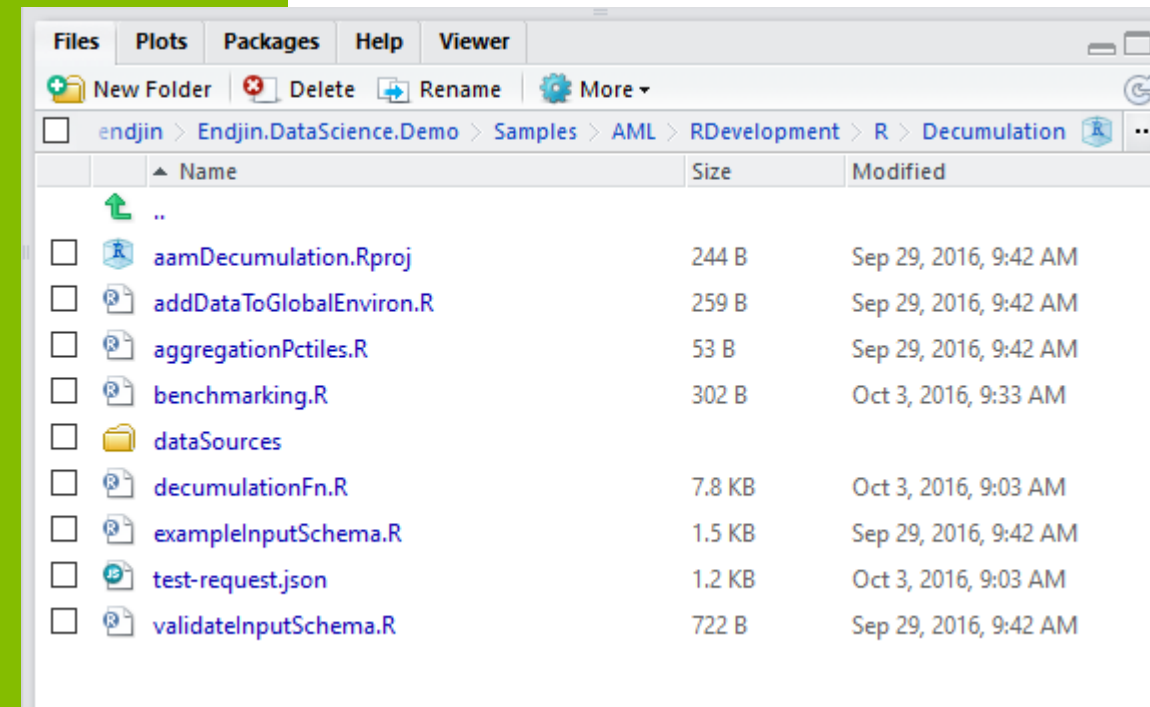 Files Plots Packages Help Viewer
New Folder Delete Rename More
endjin > Endjin.DataScience.Demo > Samples > AML > RDevelopment > R > Decumulation R ...
Name Size Modified
..
aamDecumulation.Rproj 244 B Sep 29, 2016, 9:42 AM
addDataToGlobalEnviron.R 259 B Sep 29, 2016, 9:42 AM
aggregationPctiles.R 53 B Sep 29, 2016, 9:42 AM
benchmarking.R 302 B Oct 3, 2016, 9:33 AM
dataSources
decumulationFn.R 7.8 KB Oct 3, 2016, 9:03 AM
exampleInputSchema.R 1.5 KB Sep 29, 2016, 9:42 AM
test-request.json 1.2 KB Oct 3, 2016, 9:03 AM
validateInputSchema.R 722 B Sep 29, 2016, 9:42 AM